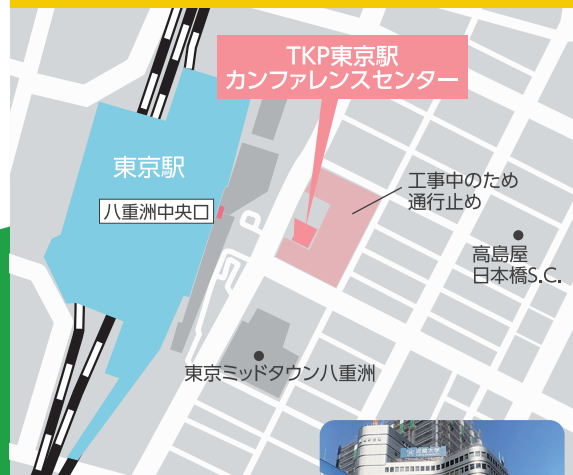 TKP東京駅
カンファレンスセンター
東京駅
八重洲中央口
工事中のため
通行止め
高島屋
日本橋S.C.
東京ミッドタウン八重洲